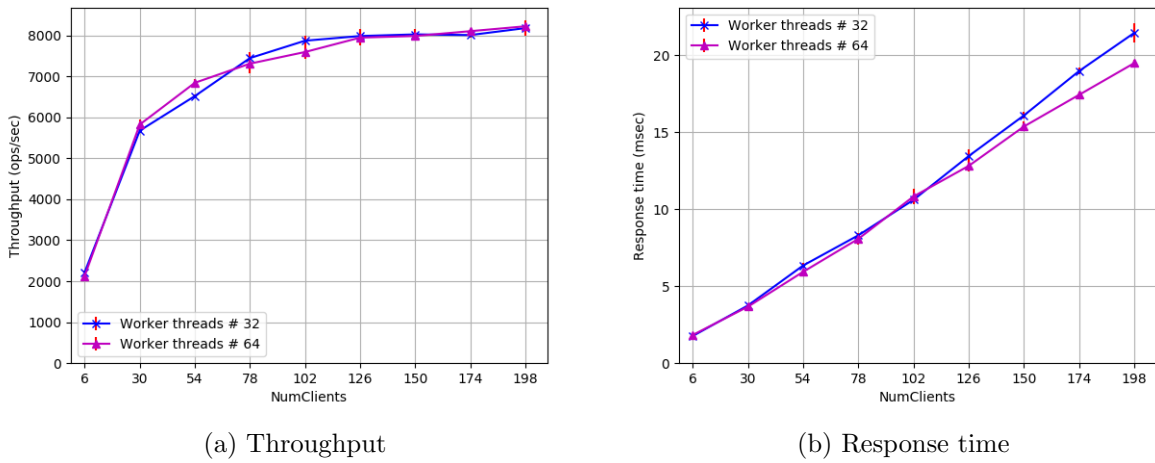 8000
7000
6000
5000
4000
3000
2000
1000
0
Throughput (ops/sec)
Worker threads # 32
Worker threads # 64
6 30 54 78 102 126 150 174 198
NumClients
(a) Throughput
20
15
10
5
0
Response time (msec)
Worker threads # 32
Worker threads # 64
6 30 54 78 102 126 150 174 198
NumClients
(b) Response time